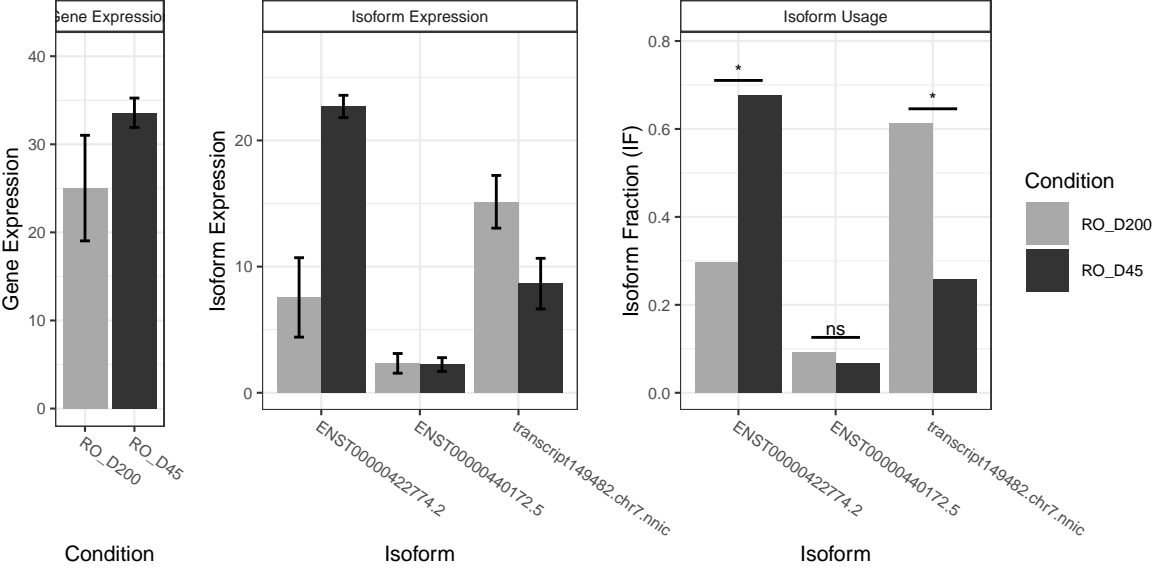 Gene Expression
Isoform Expression
Isoform Usage
Gene Expression
40
30
20
10
0
RO_D200
RO_D45
Condition
Isoform Expression
20
10
0
ENST00000422774.2
ENST00000440172.5
transcript149482.chr7.nnic
Isoform
Isoform Fraction (IF)
0.8
0.6
0.4
0.2
0.0
*
ns
*
ENST00000422774.2
ENST00000440172.5
transcript149482.chr7.nnic
Isoform
Condition
RO_D200
RO_D45